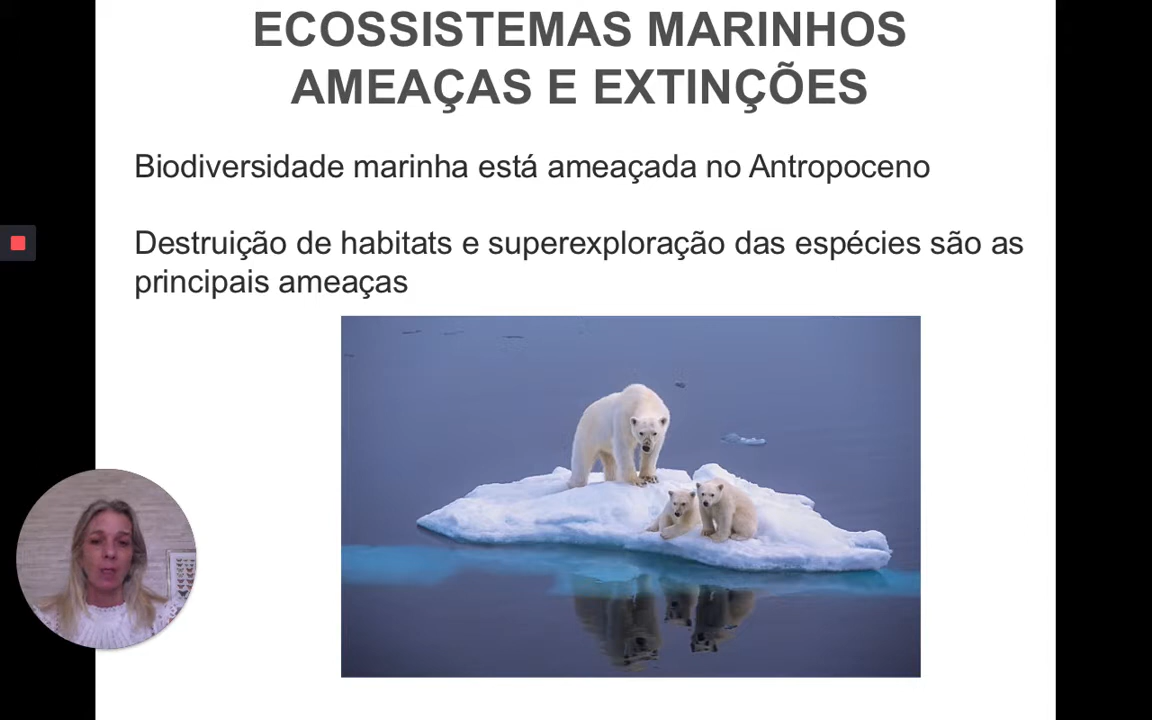 ECOSSISTEMAS MARINHOS
AMEAÇAS E EXTINÇÕES
Biodiversidade marinha está ameaçada no Antropoceno
Destruição de habitats e superexploração das espécies são as
principais ameaças